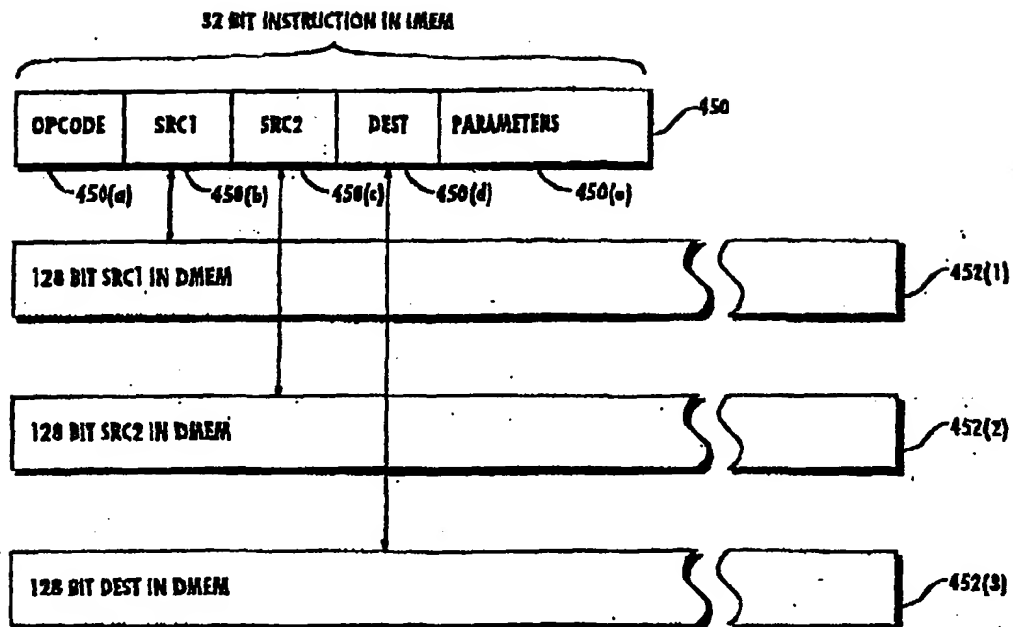 32 BIT INSTRUCTION IN IMEM
OPCODE SRC1 SRC2 DEST PARAMETERS
450
450(a) 450(b) 450(c) 450(d) 450(e)
128 BIT SRC1 IN DMEM
452(1)
128 BIT SRC2 IN DMEM
452(2)
128 BIT DEST IN DMEM
452(3)